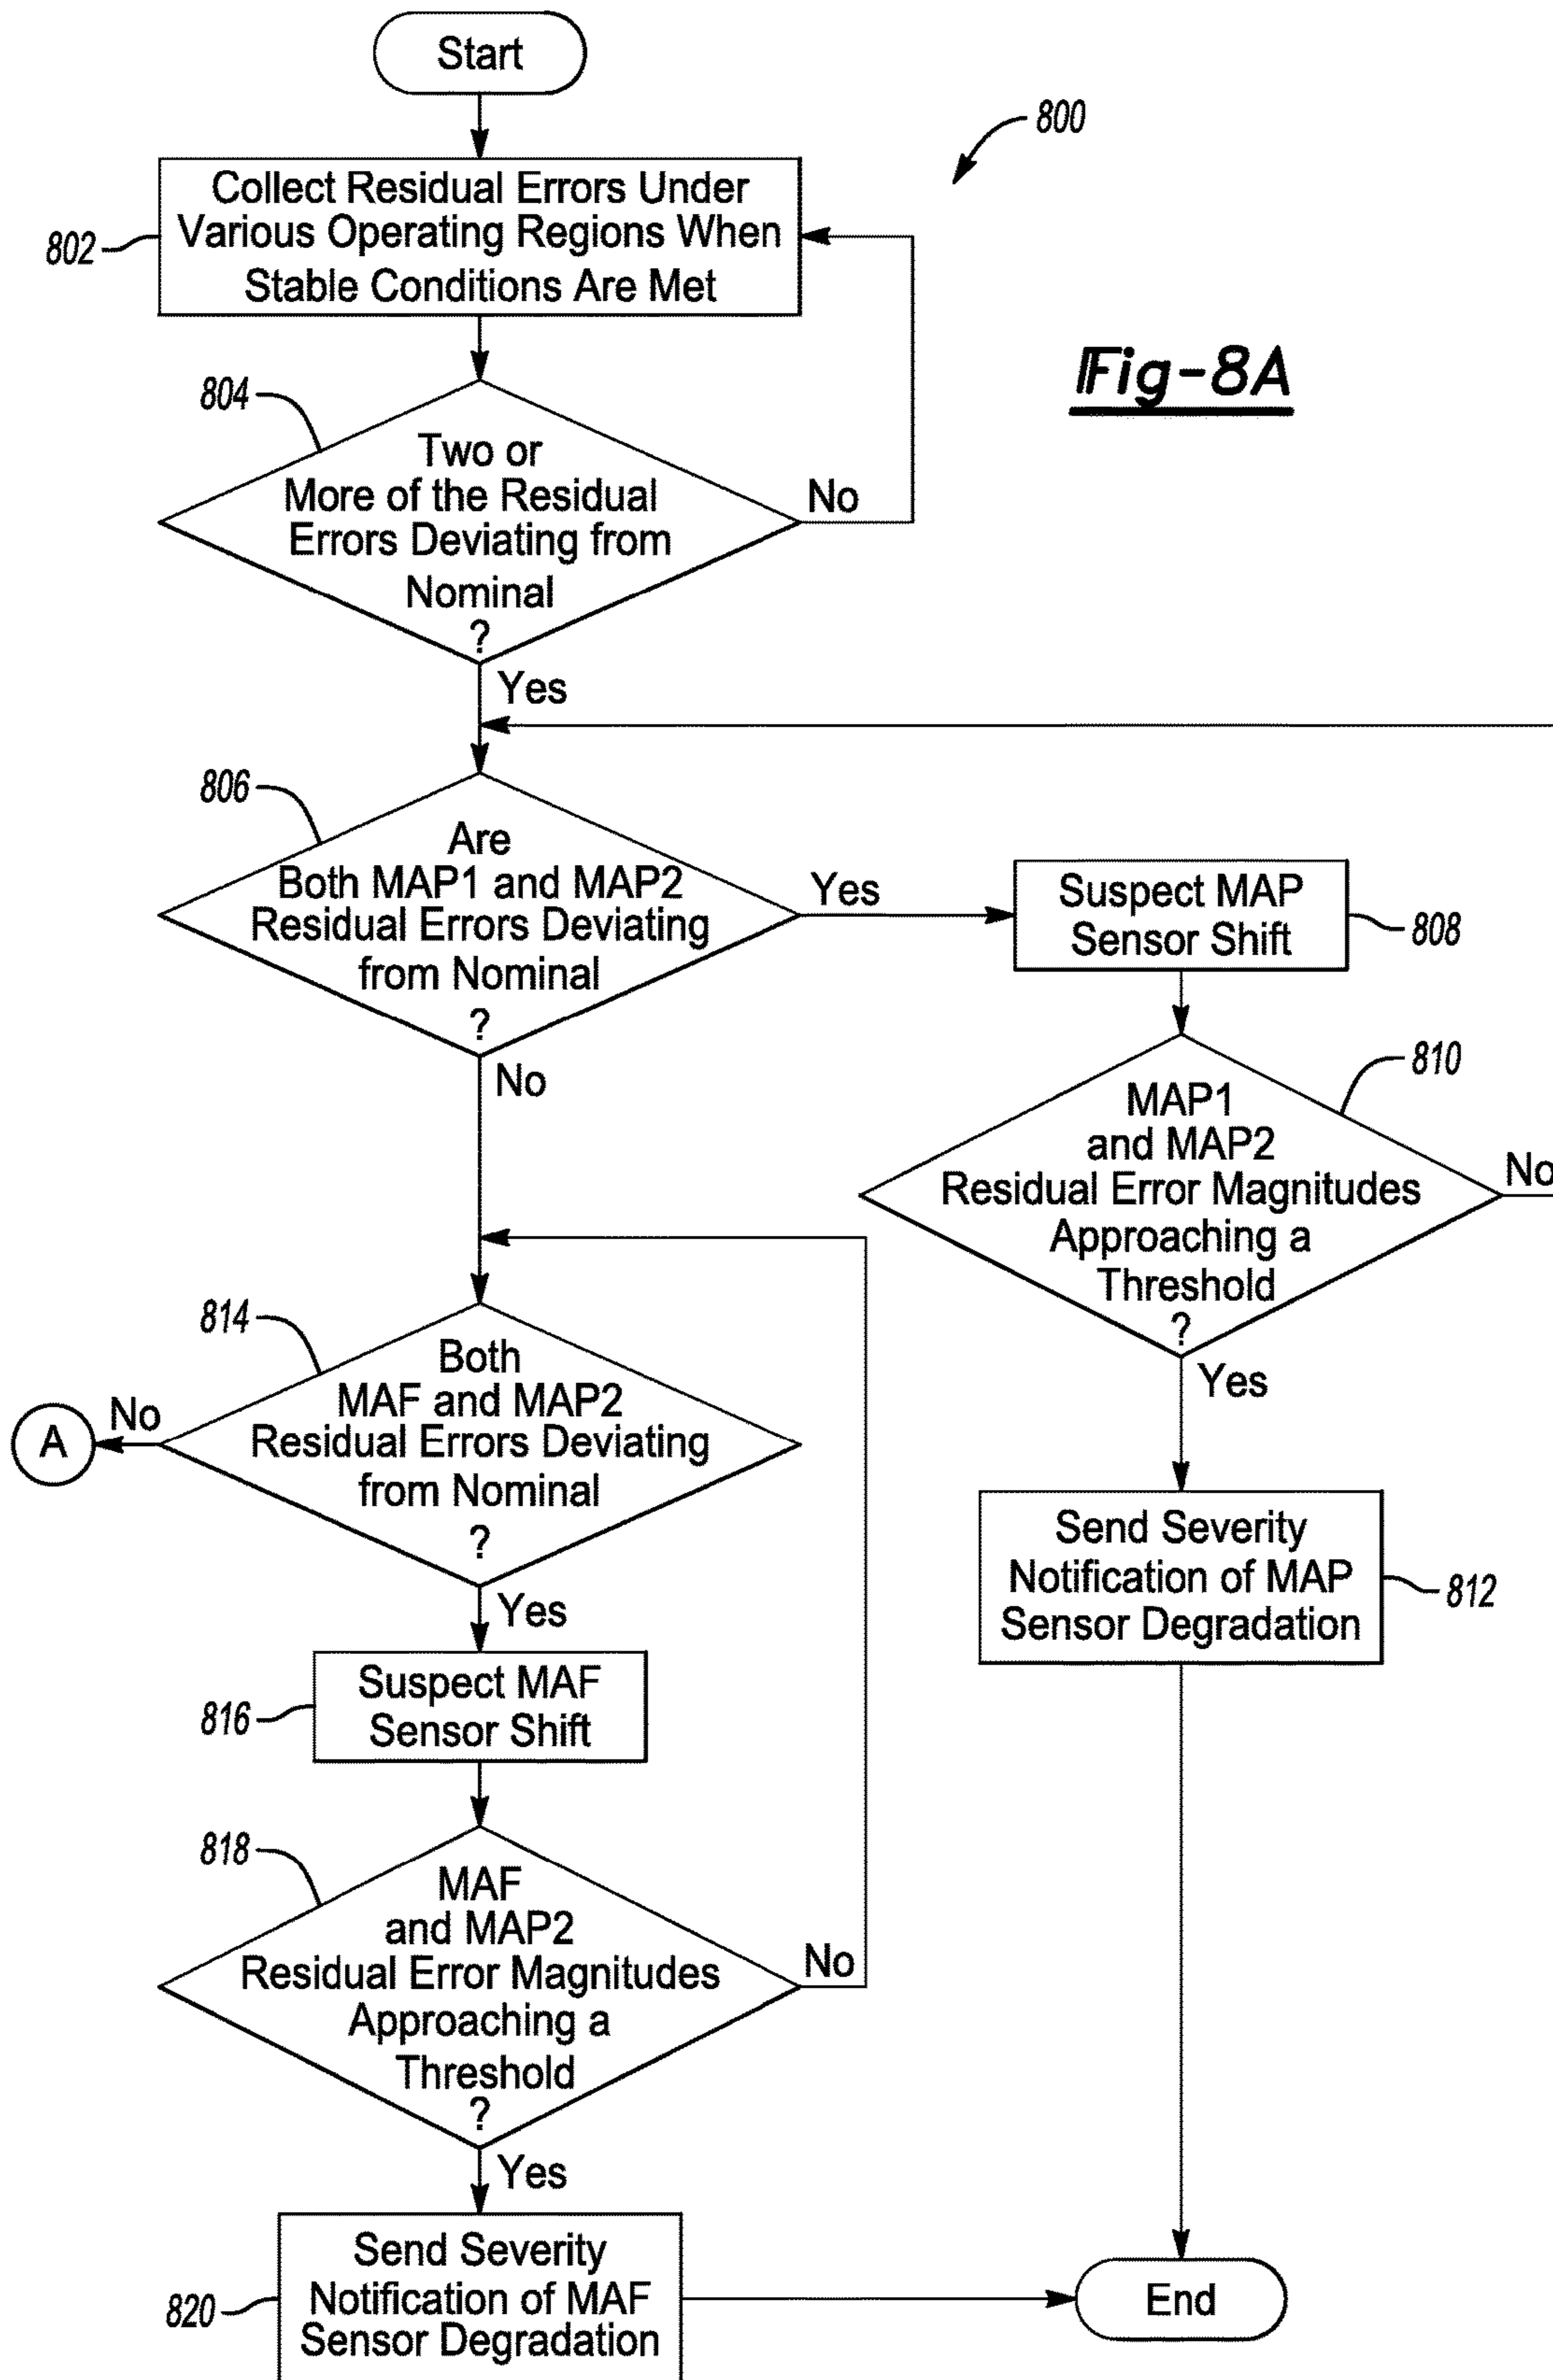 Start
800
Collect Residual Errors Under
Various Operating Regions When
Stable Conditions Are Met
802
Fig-8A
804
Two or
More of the Residual
Errors Deviating from
Nominal
?
No
Yes
806
Are
Both MAP1 and MAP2
Residual Errors Deviating
from Nominal
?
Yes
No
Suspect MAP
Sensor Shift
808
810
MAP1
and MAP2
Residual Error Magnitudes
Approaching a
Threshold
?
No
Yes
814
Both
MAF and MAP2
Residual Errors Deviating
from Nominal
?
No
A
Yes
Send Severity
Notification of MAP
Sensor Degradation
812
Suspect MAF
Sensor Shift
816
818
MAF
and MAP2
Residual Error Magnitudes
Approaching a
Threshold
?
No
Yes
Send Severity
Notification of MAF
Sensor Degradation
820
End